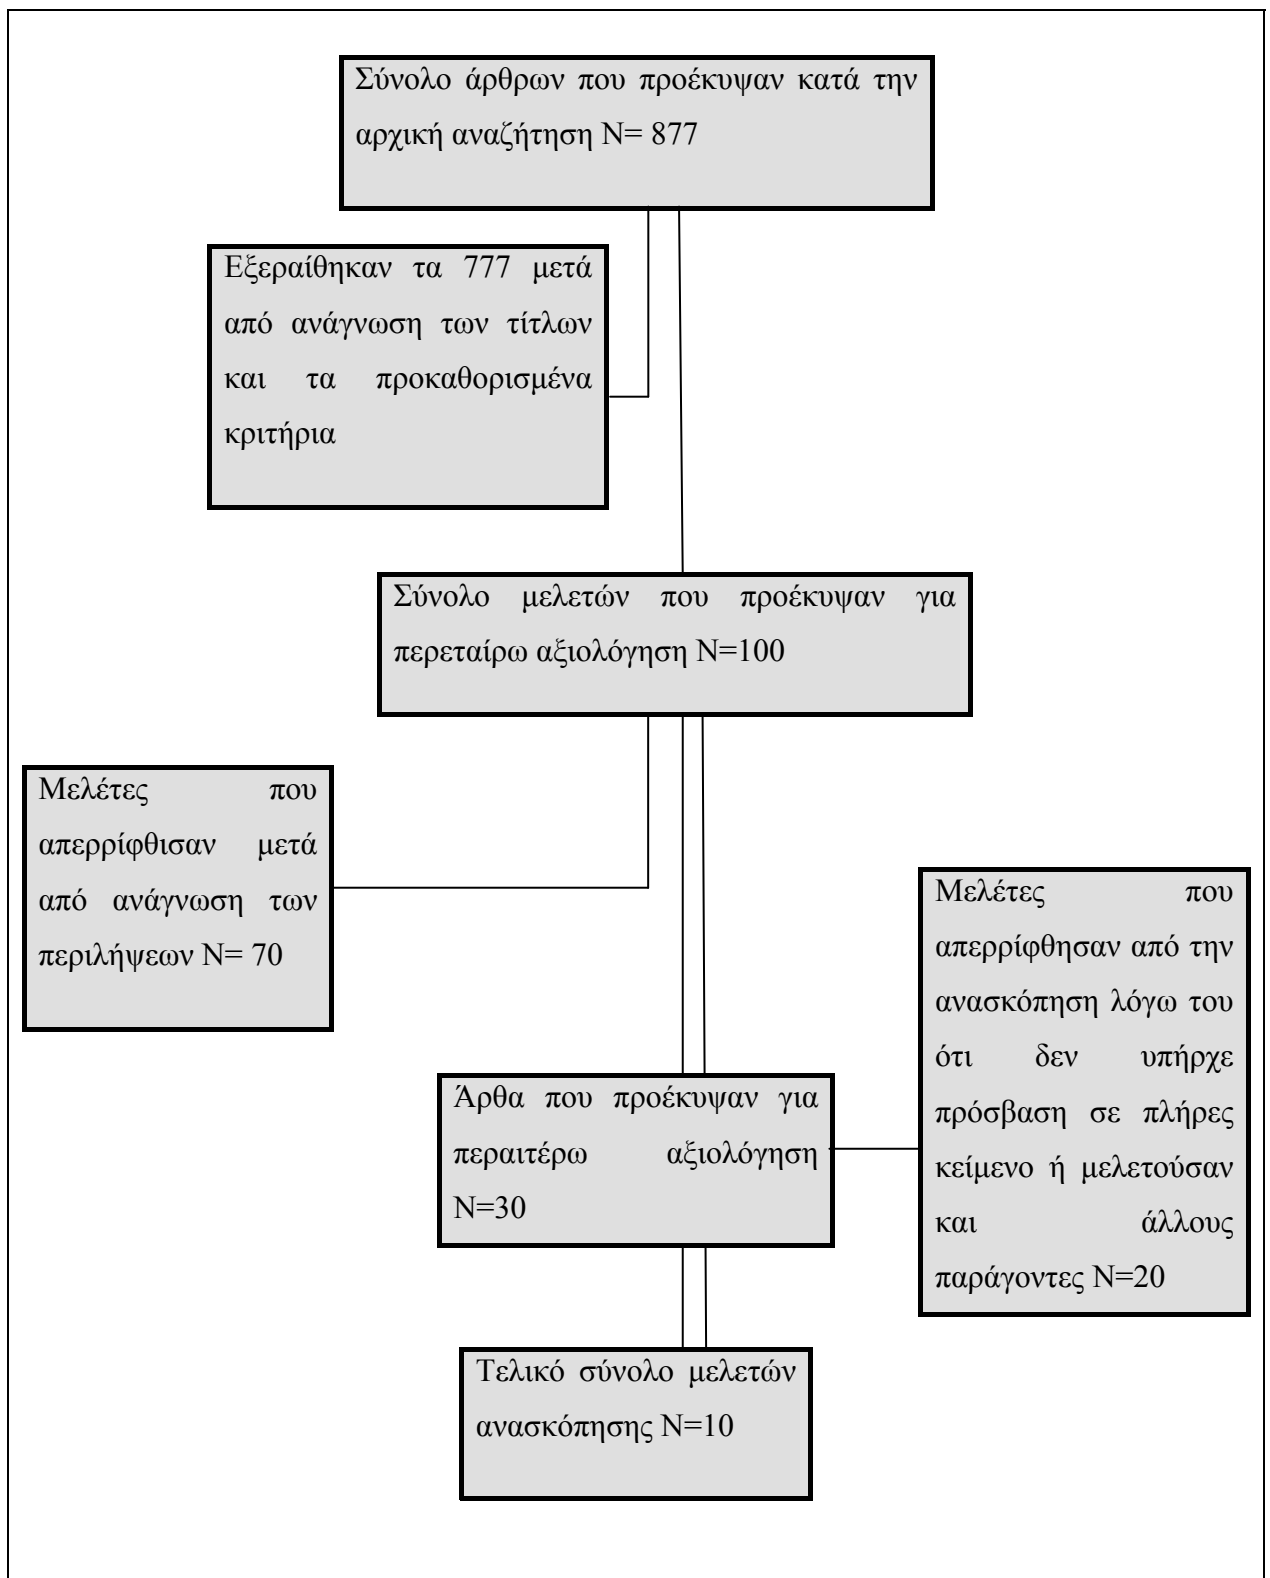 Σύνολο άρθρων που προέκυψαν κατά την
αρχική αναζήτηση Ν= 877
Εξεραίθηκαν τα 777 μετά
από ανάγνωση των τίτλων
και τα προκαθορισμένα
κριτήρια
Σύνολο μελετών που προέκυψαν για
περεταίρω αξιολόγηση Ν=100
Μελέτες που
απερρίφθισαν μετά
από ανάγνωση των
περιλήψεων Ν= 70
Μελέτες που
απερρίφθησαν από την
ανασκόπηση λόγω του
ότι δεν υπήρχε
πρόσβαση σε πλήρες
κείμενο ή μελετούσαν
και άλλους
παράγοντες Ν=20
Άρθα που προέκυψαν για
περαιτέρω αξιολόγηση
Ν=30
Τελικό σύνολο μελετών
ανασκόπησης Ν=10